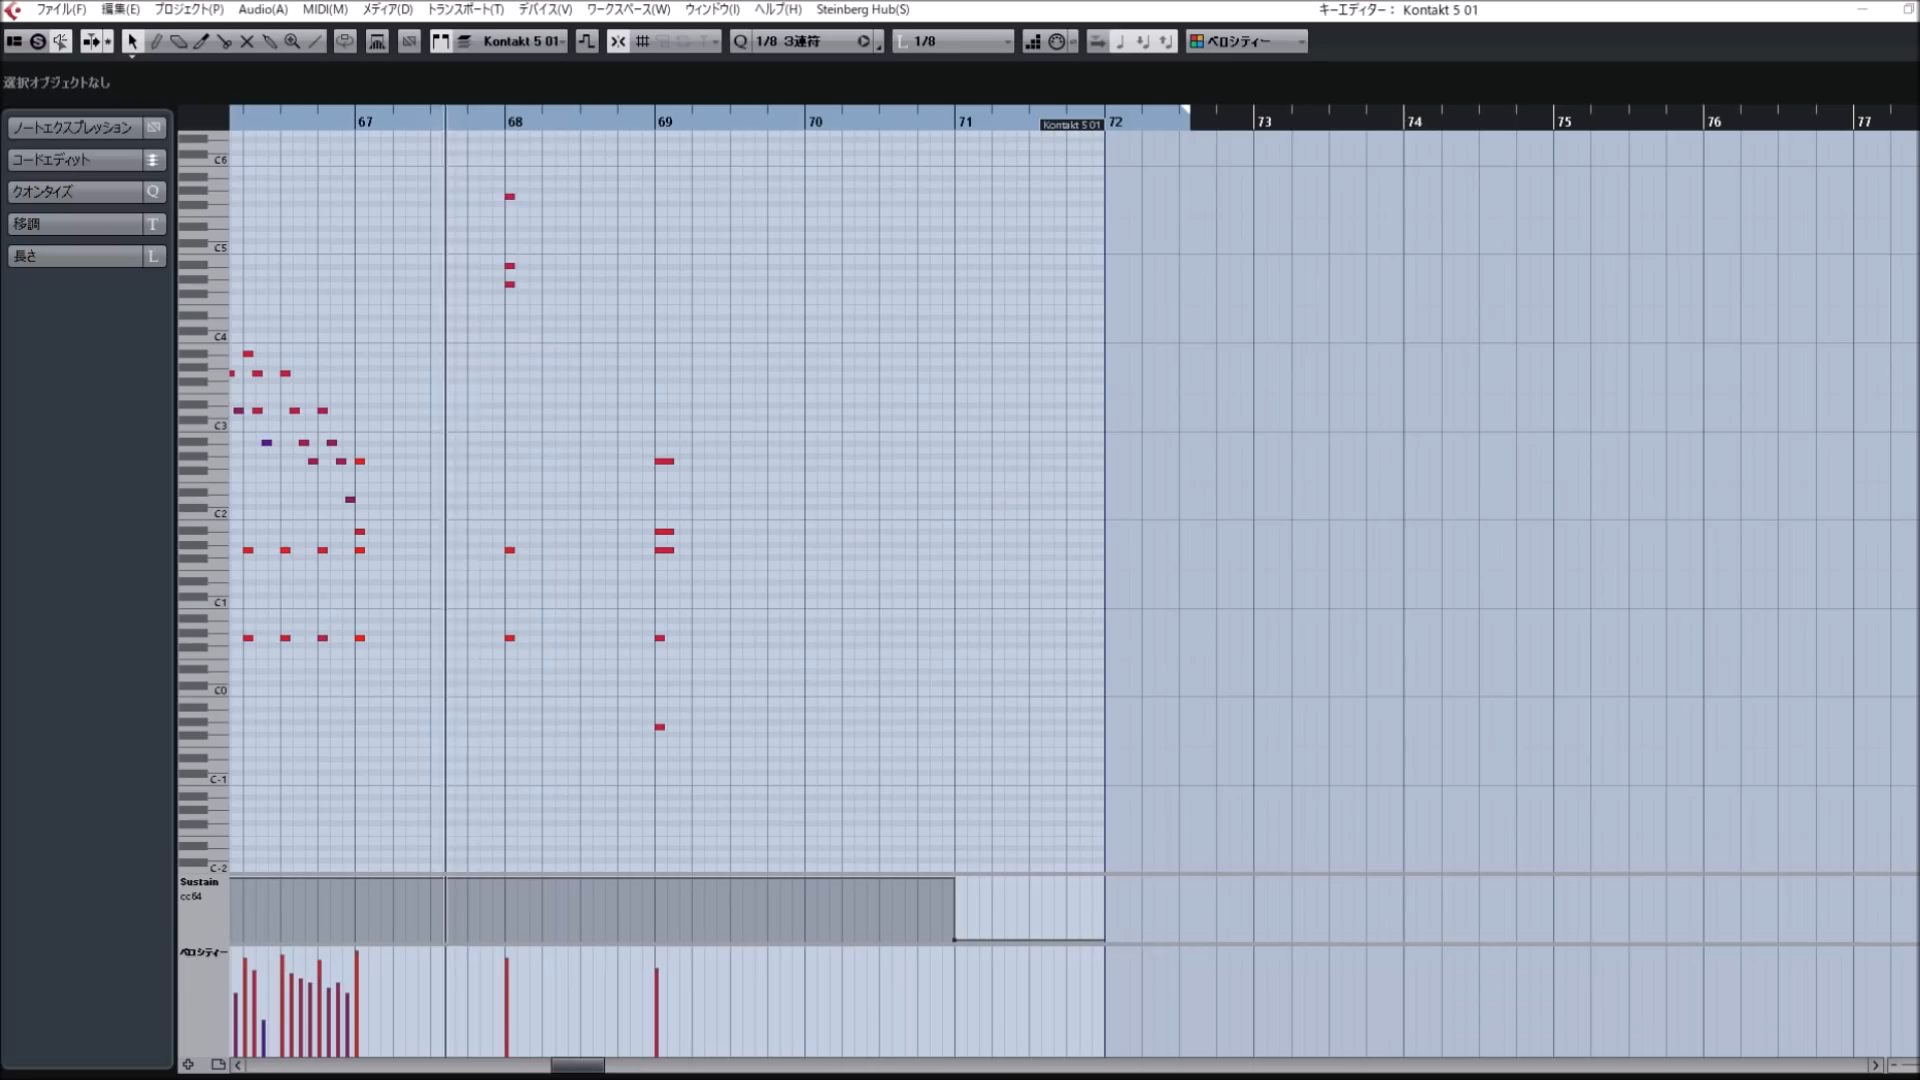 ファイル(F) 編集(E) プロジェクト(P) Audio(A) MIDI(M) メディア(D) トランスポート(T) デバイス(V) ワークスペース(W) ウィンドウ(I) ヘルプ(H) Steinberg Hub(S) キーエディター： Kontakt 5 01
Kontakt 5 01 Q 1/8 3連符 L 1/8 ベロシティー
選択オブジェクトなし
67 68 69 70 71 Kontakt 5 01 72 73 74 75 76 77
ノートエクスプレッション
コードエディット
クオンタイズ Q
移調 T
長さ L
C6
C5
C4
C3
C2
C1
C0
C-1
C-2
Sustain
cc64
ベロシティー